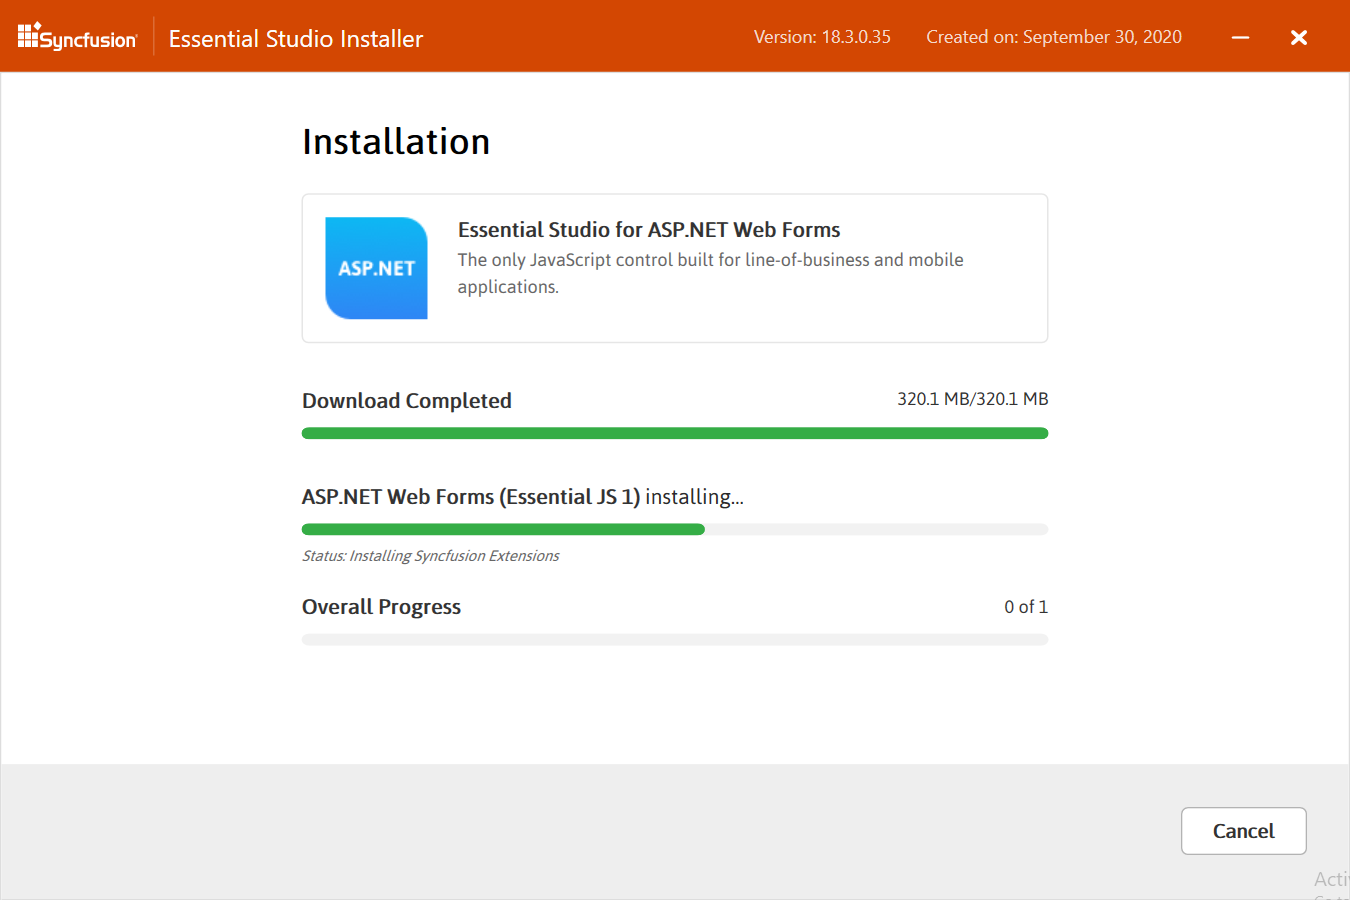 Syncfusion
Essential Studio Installer
Version: 18.3.0.35
Created on: September 30, 2020
Installation
ASP.NET
Essential Studio for ASP.NET Web Forms
The only JavaScript control built for line-of-business and mobile
applications.
Download Completed
320.1 MB/320.1 MB
ASP.NET Web Forms (Essential JS 1) installing...
Status: Installing Syncfusion Extensions
Overall Progress
0 of 1
Cancel